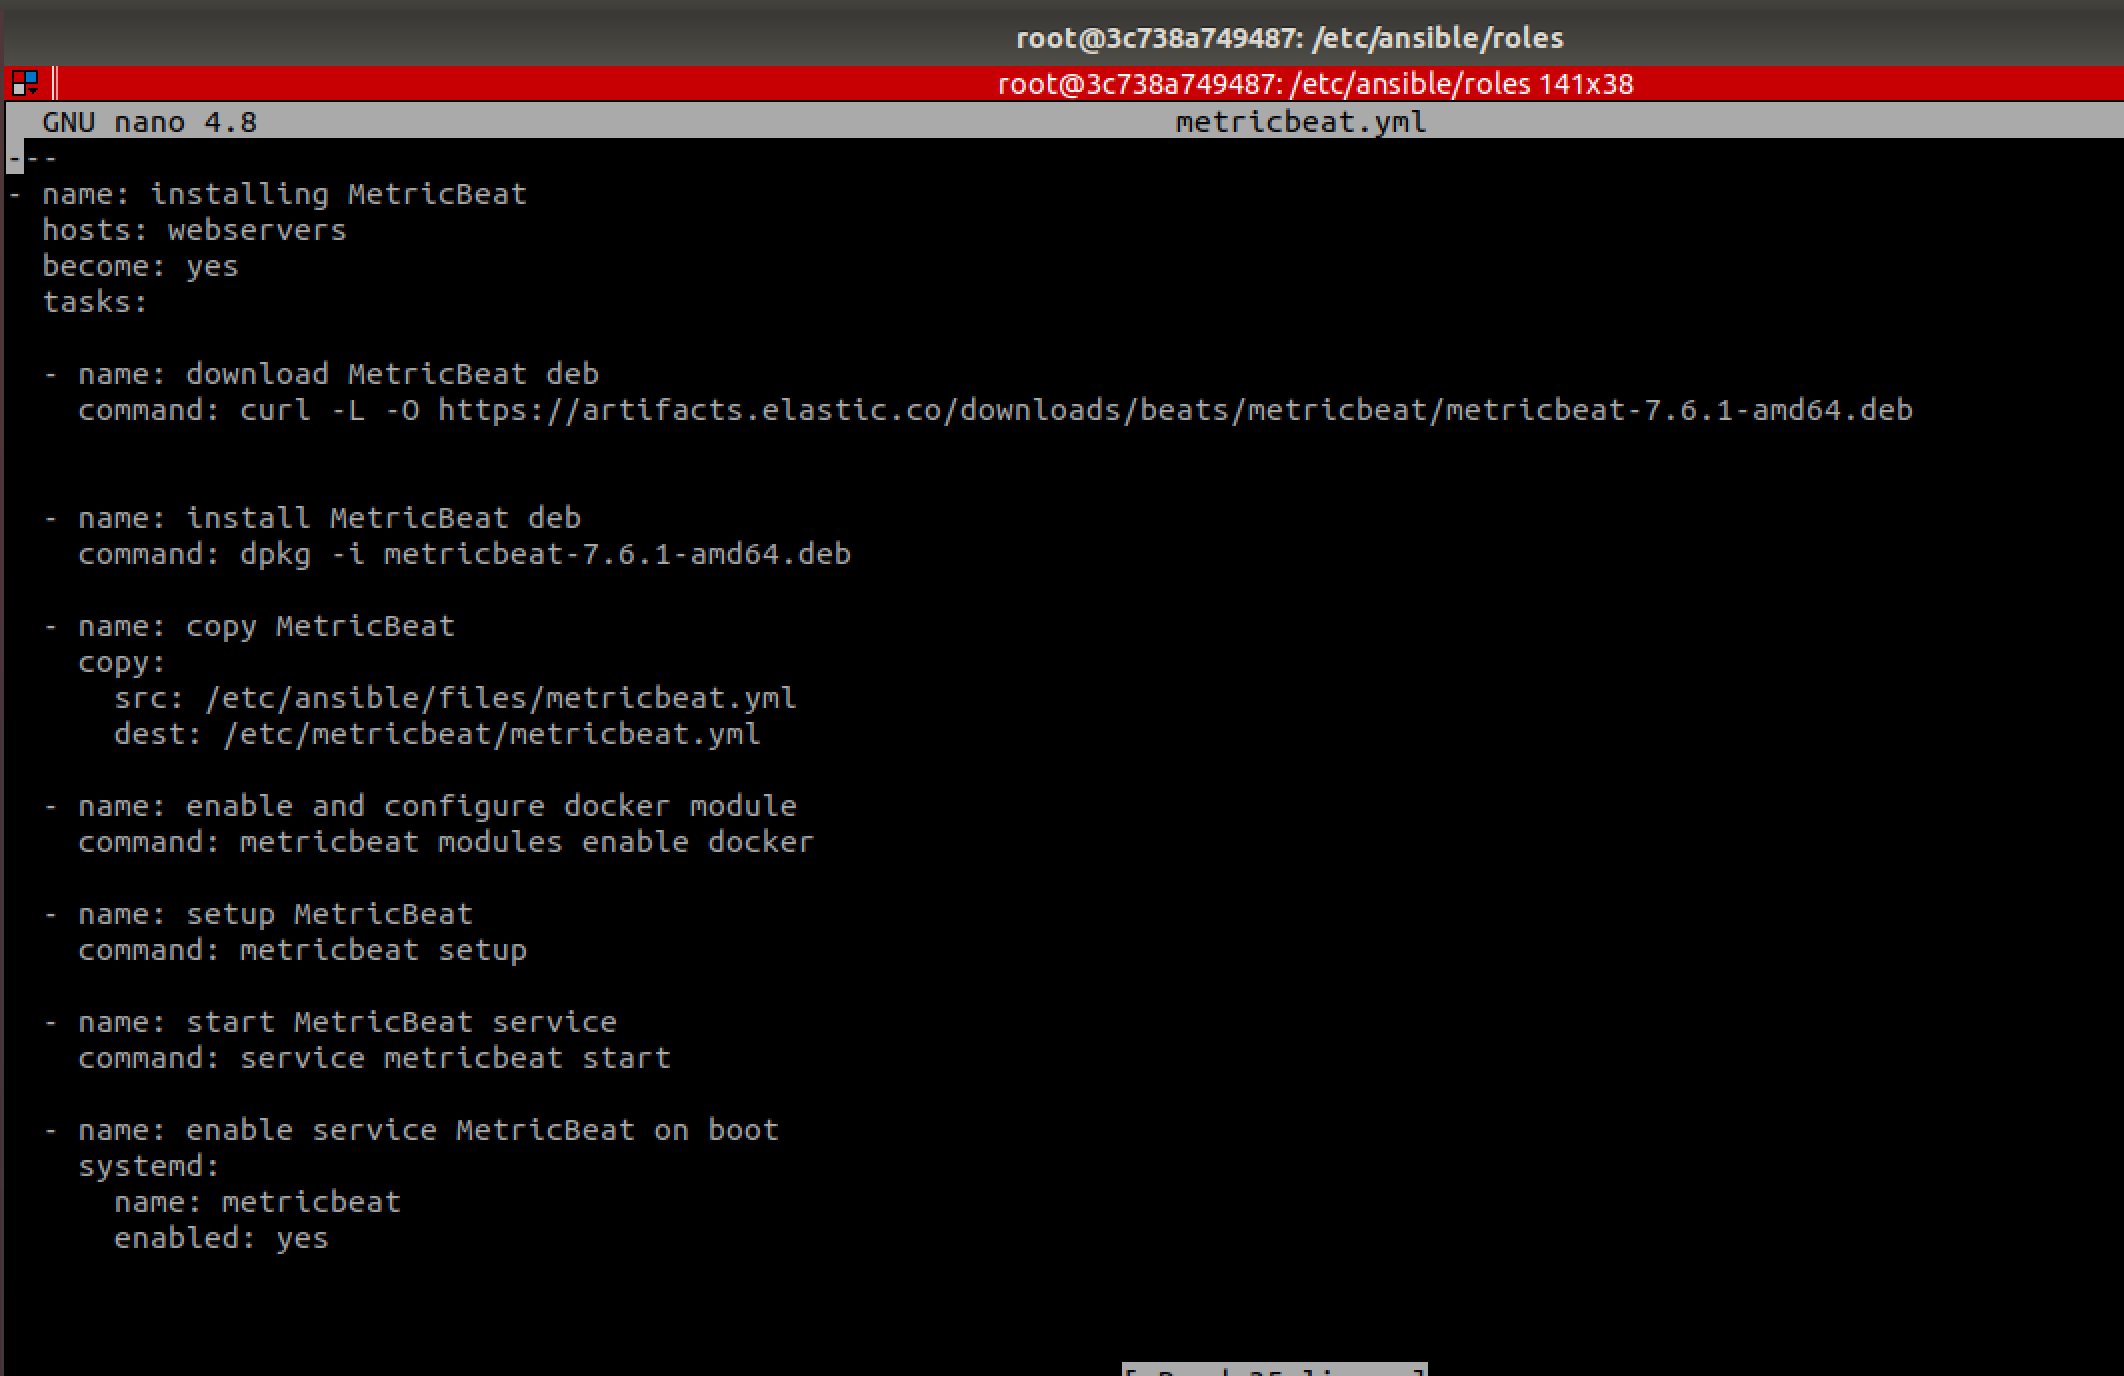 root@3c738a749487: /etc/ansible/roles
root@3c738a749487: /etc/ansible/roles 141x38
GNU nano 4.8 metricbeat.yml
---
- name: installing MetricBeat
  hosts: webservers
  become: yes
  tasks:
  - name: download MetricBeat deb
    command: curl -L -O https://artifacts.elastic.co/downloads/beats/metricbeat/metricbeat-7.6.1-amd64.deb
  - name: install MetricBeat deb
    command: dpkg -i metricbeat-7.6.1-amd64.deb
  - name: copy MetricBeat
    copy:
      src: /etc/ansible/files/metricbeat.yml
      dest: /etc/metricbeat/metricbeat.yml
  - name: enable and configure docker module
    command: metricbeat modules enable docker
  - name: setup MetricBeat
    command: metricbeat setup
  - name: start MetricBeat service
    command: service metricbeat start
  - name: enable service MetricBeat on boot
    systemd:
      name: metricbeat
      enabled: yes